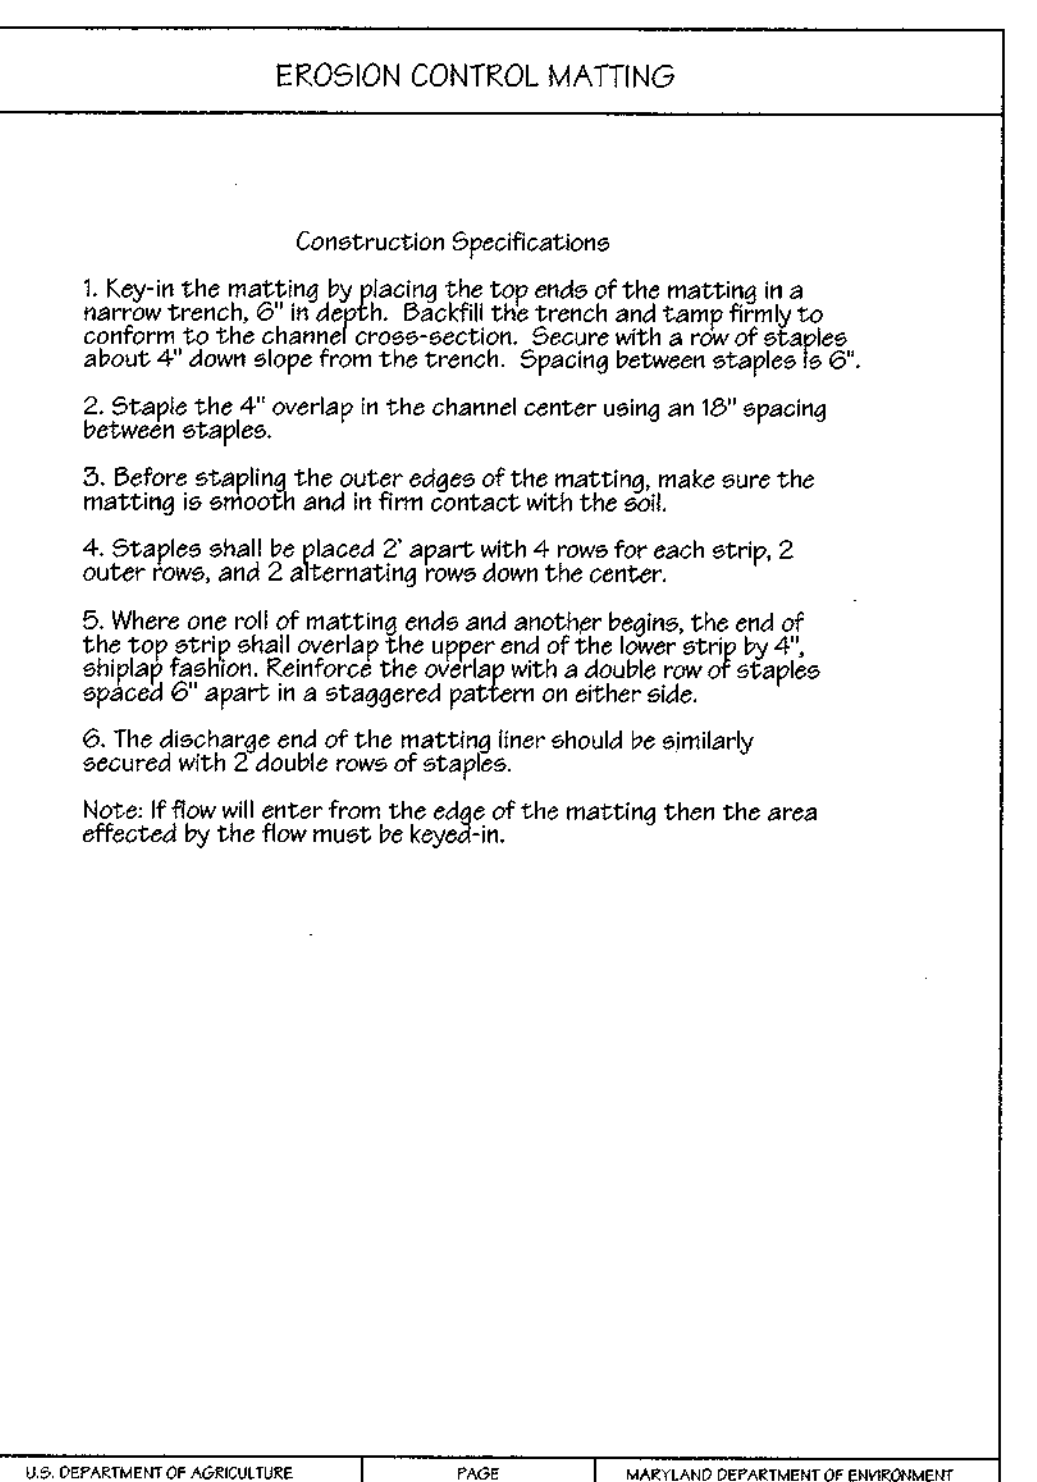 EROSION CONTROL MATTING
Construction Specifications
1. Key-in the matting by placing the top ends of the matting in a
narrow trench, 6" in depth. Backfill the trench and tamp firmly to
conform to the channel cross-section. Secure with a row of staples
about 4" down slope from the trench. Spacing between staples is 6".
2. Staple the 4" overlap in the channel center using an 18" spacing
between staples.
3. Before stapling the outer edges of the matting, make sure the
matting is smooth and in firm contact with the soil.
4. Staples shall be placed 2' apart with 4 rows for each strip, 2
outer rows, and 2 alternating rows down the center.
5. Where one roll of matting ends and another begins, the end of
the top strip shall overlap the upper end of the lower strip by 4",
shiplap fashion. Reinforce the overlap with a double row of staples
spaced 6" apart in a staggered pattern on either side.
6. The discharge end of the matting liner should be similarly
secured with 2 double rows of staples.
Note: If flow will enter from the edge of the matting then the area
effected by the flow must be keyed-in.
U.S. DEPARTMENT OF AGRICULTURE
PAGE
MARYLAND DEPARTMENT OF ENVIRONMENT